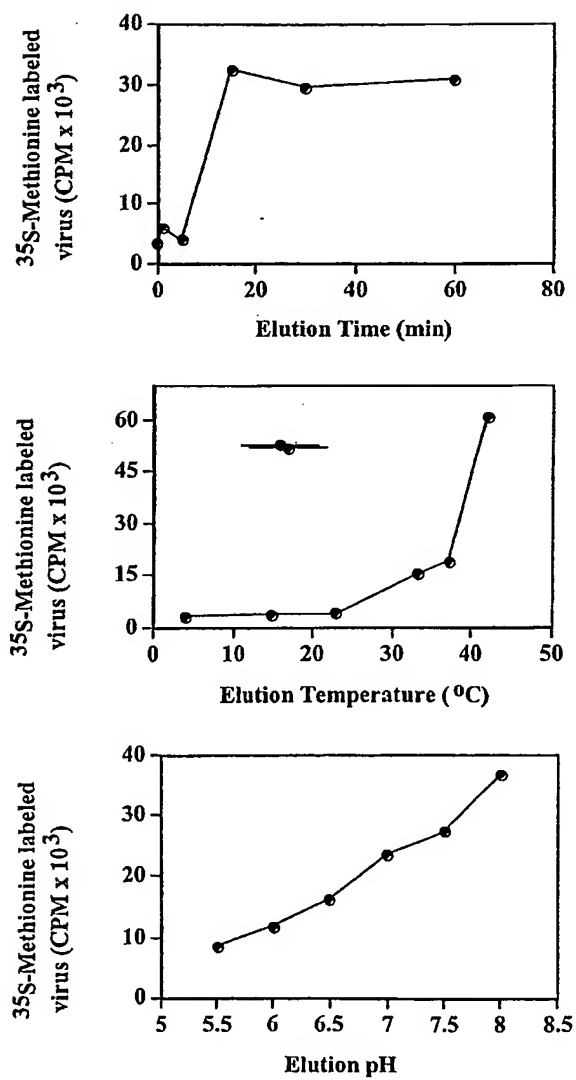 40
30
20
10
0
0 20 40 60 80
35S-Methionine labeled
virus (CPM x 10^3)
Elution Time (min)
60
45
30
15
0
0 10 20 30 40 50
35S-Methionine labeled
virus (CPM x 10^3)
Elution Temperature (ºC)
40
30
20
10
0
5 5.5 6 6.5 7 7.5 8 8.5
35S-Methionine labeled
virus (CPM x 10^3)
Elution pH